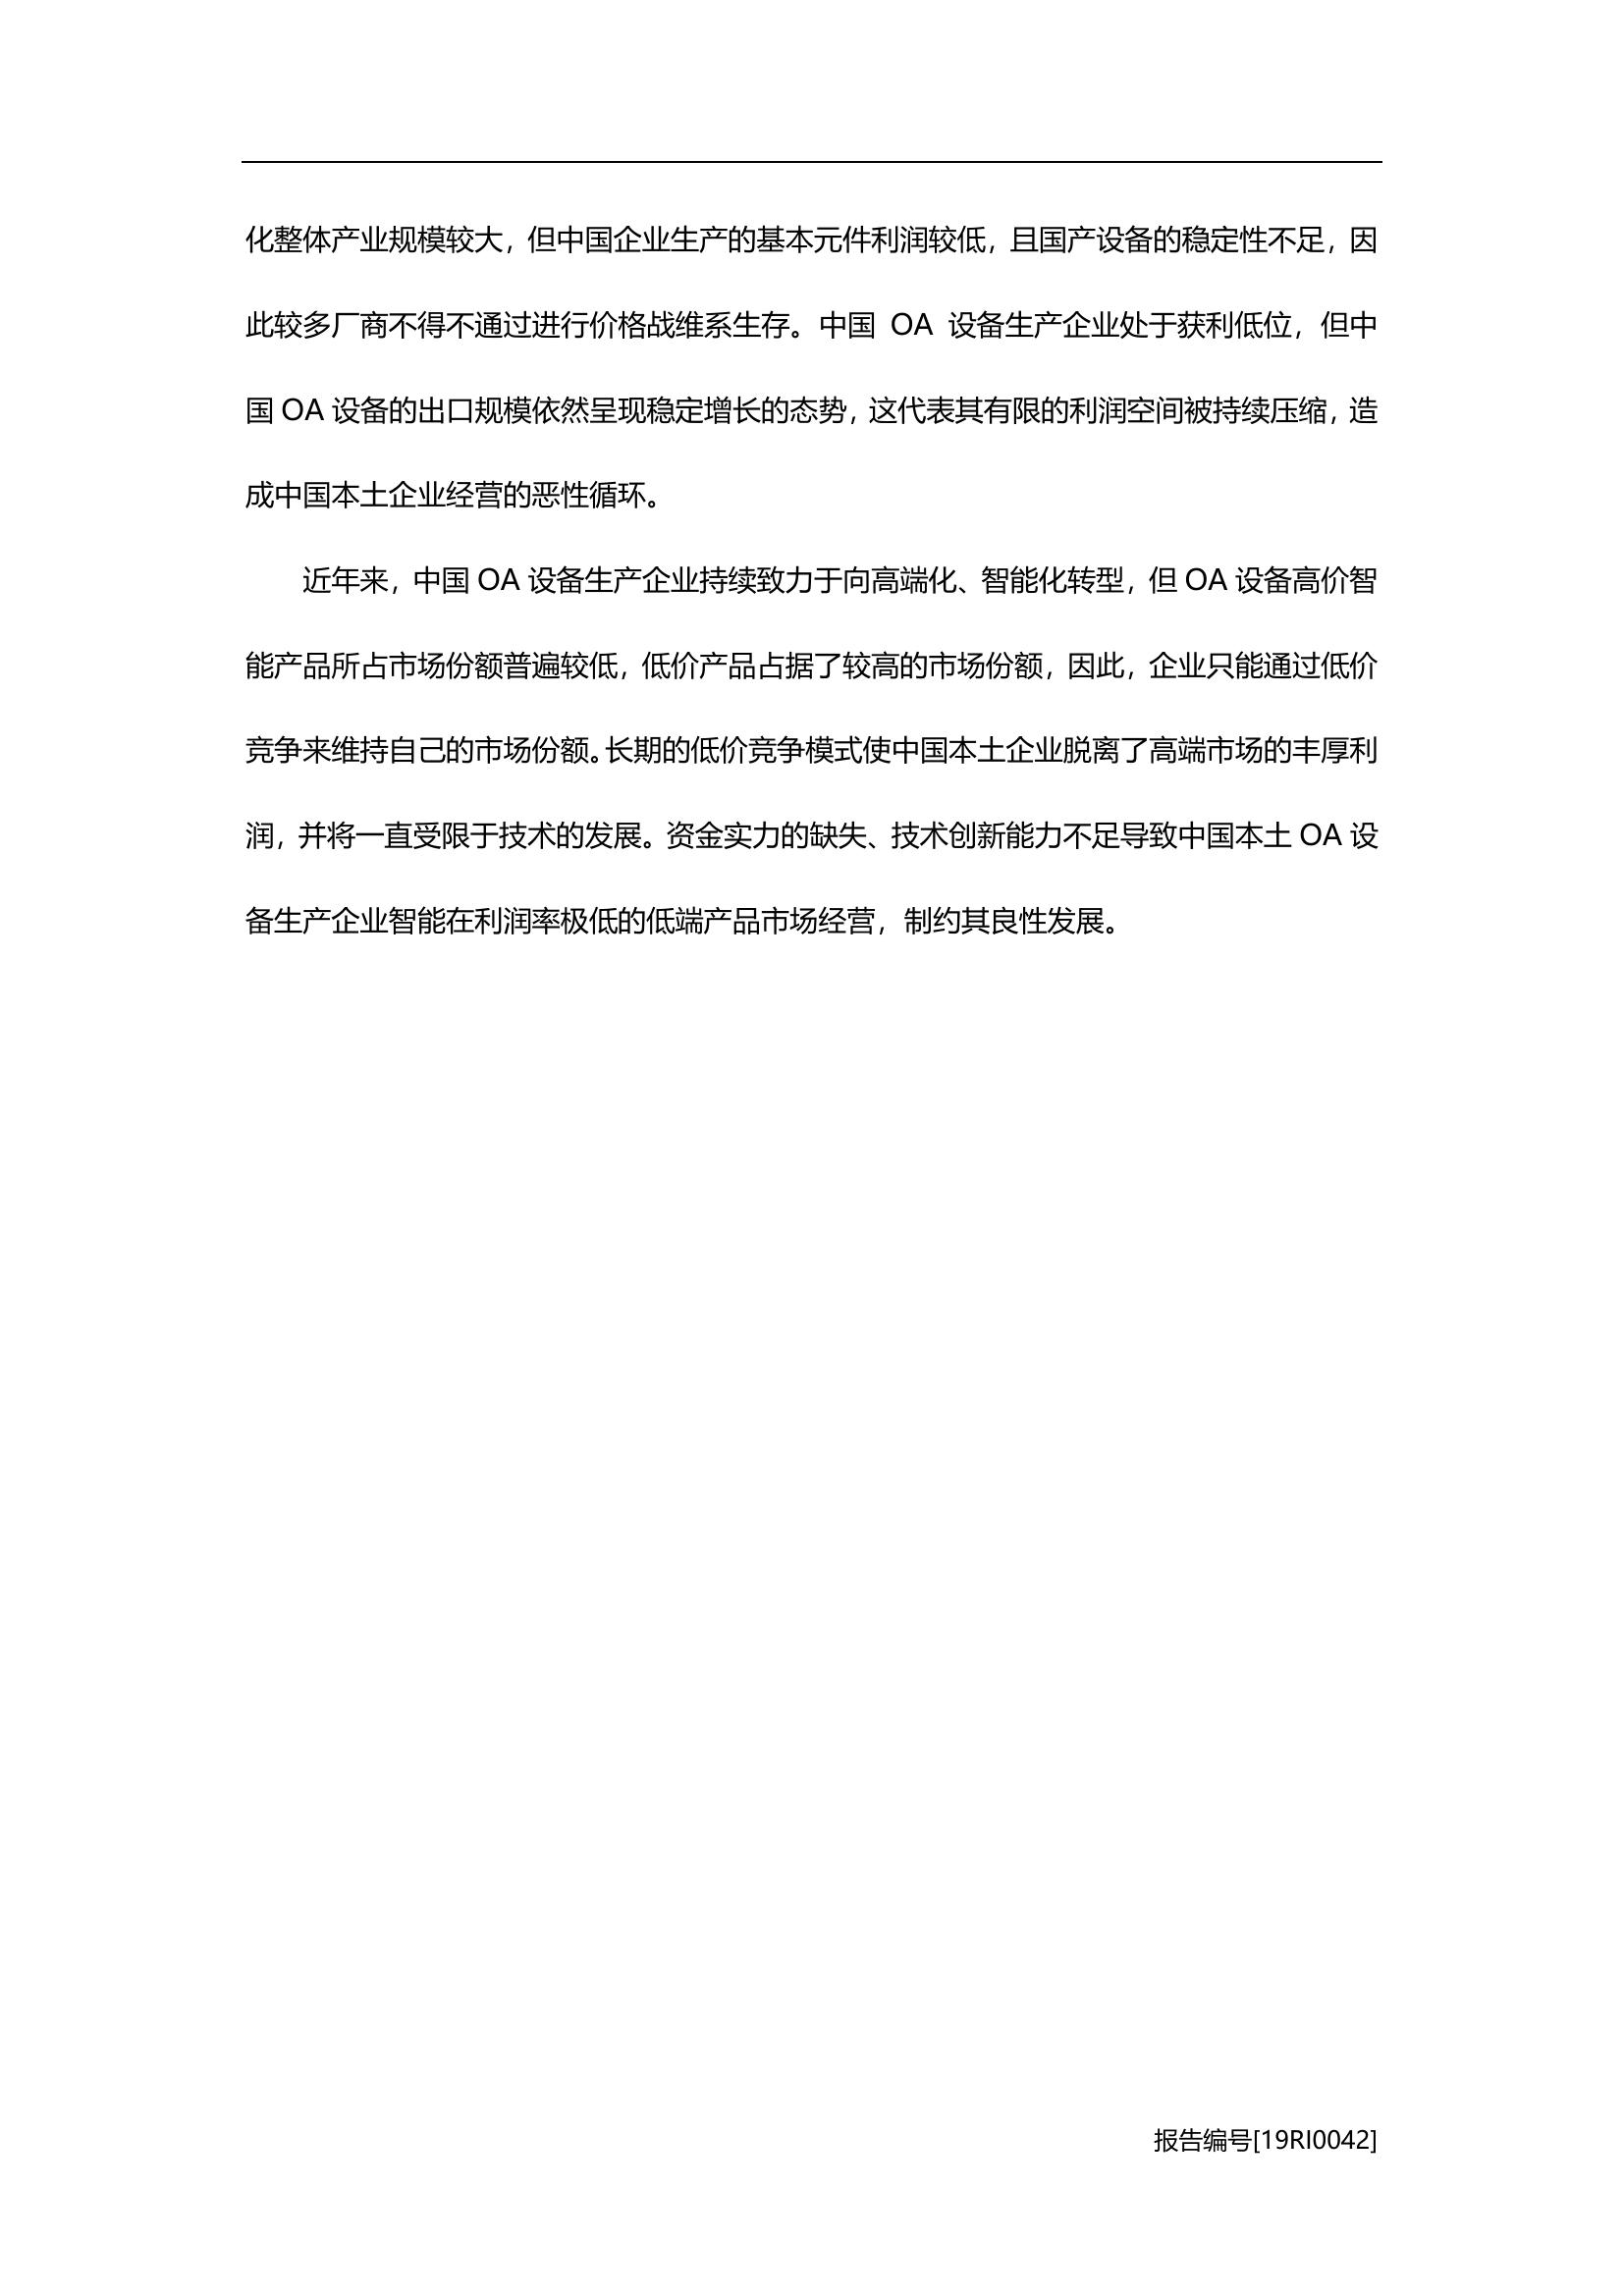 化整体产业规模较大，但中国企业生产的基本元件利润较低，且国产设备的稳定性不足，因
此较多厂商不得不通过进行价格战维系生存。中国 OA 设备生产企业处于获利低位，但中
国 OA 设备的出口规模依然呈现稳定增长的态势，这代表其有限的利润空间被持续压缩，造
成中国本土企业经营的恶性循环。
近年来，中国 OA 设备生产企业持续致力于向高端化、智能化转型，但 OA 设备高价智
能产品所占市场份额普遍较低，低价产品占据了较高的市场份额，因此，企业只能通过低价
竞争来维持自己的市场份额。长期的低价竞争模式使中国本土企业脱离了高端市场的丰厚利
润，并将一直受限于技术的发展。资金实力的缺失、技术创新能力不足导致中国本土 OA 设
备生产企业智能在利润率极低的低端产品市场经营，制约其良性发展。
报告编号[19RI0042]